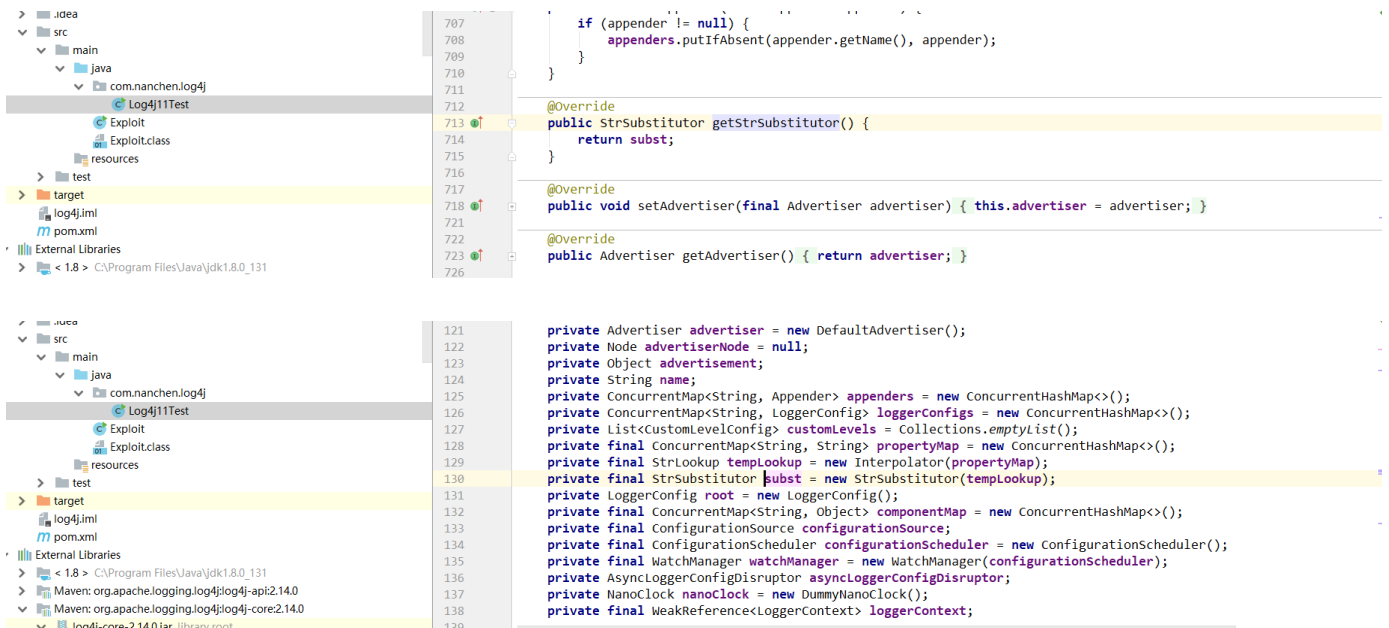 .idea
src
main
java
com.nanchen.log4j
Log4j11Test
Exploit
Exploit.class
resources
test
target
log4j.iml
pom.xml
External Libraries
< 1.8 > C:\Program Files\Java\jdk1.8.0_131
707 if (appender != null) {
708 appenders.putIfAbsent(appender.getName(), appender);
709 }
710 }
711
712 @Override
713 public StrSubstitutor getStrSubstitutor() {
714 return subst;
715 }
716
717 @Override
718 public void setAdvertiser(final Advertiser advertiser) { this.advertiser = advertiser; }
721
722 @Override
723 public Advertiser getAdvertiser() { return advertiser; }
726
.idea
src
main
java
com.nanchen.log4j
Log4j11Test
Exploit
Exploit.class
resources
test
target
log4j.iml
pom.xml
External Libraries
< 1.8 > C:\Program Files\Java\jdk1.8.0_131
Maven: org.apache.logging.log4j:log4j-api:2.14.0
Maven: org.apache.logging.log4j:log4j-core:2.14.0
log4j-core-2.14.0.jar library root
121 private Advertiser advertiser = new DefaultAdvertiser();
122 private Node advertiserNode = null;
123 private Object advertisement;
124 private String name;
125 private ConcurrentMap<String, Appender> appenders = new ConcurrentHashMap<>();
126 private ConcurrentMap<String, LoggerConfig> loggerConfigs = new ConcurrentHashMap<>();
127 private List<CustomLevelConfig> customLevels = Collections.emptyList();
128 private final ConcurrentMap<String, String> propertyMap = new ConcurrentHashMap<>();
129 private final StrLookup tempLookup = new Interpolator(propertyMap);
130 private final StrSubstitutor subst = new StrSubstitutor(tempLookup);
131 private LoggerConfig root = new LoggerConfig();
132 private final ConcurrentMap<String, Object> componentMap = new ConcurrentHashMap<>();
133 private final ConfigurationSource configurationSource;
134 private final ConfigurationScheduler configurationScheduler = new ConfigurationScheduler();
135 private final WatchManager watchManager = new WatchManager(configurationScheduler);
136 private AsyncLoggerConfigDisruptor asyncLoggerConfigDisruptor;
137 private NanoClock nanoClock = new DummyNanoClock();
138 private final WeakReference<LoggerContext> loggerContext;
139